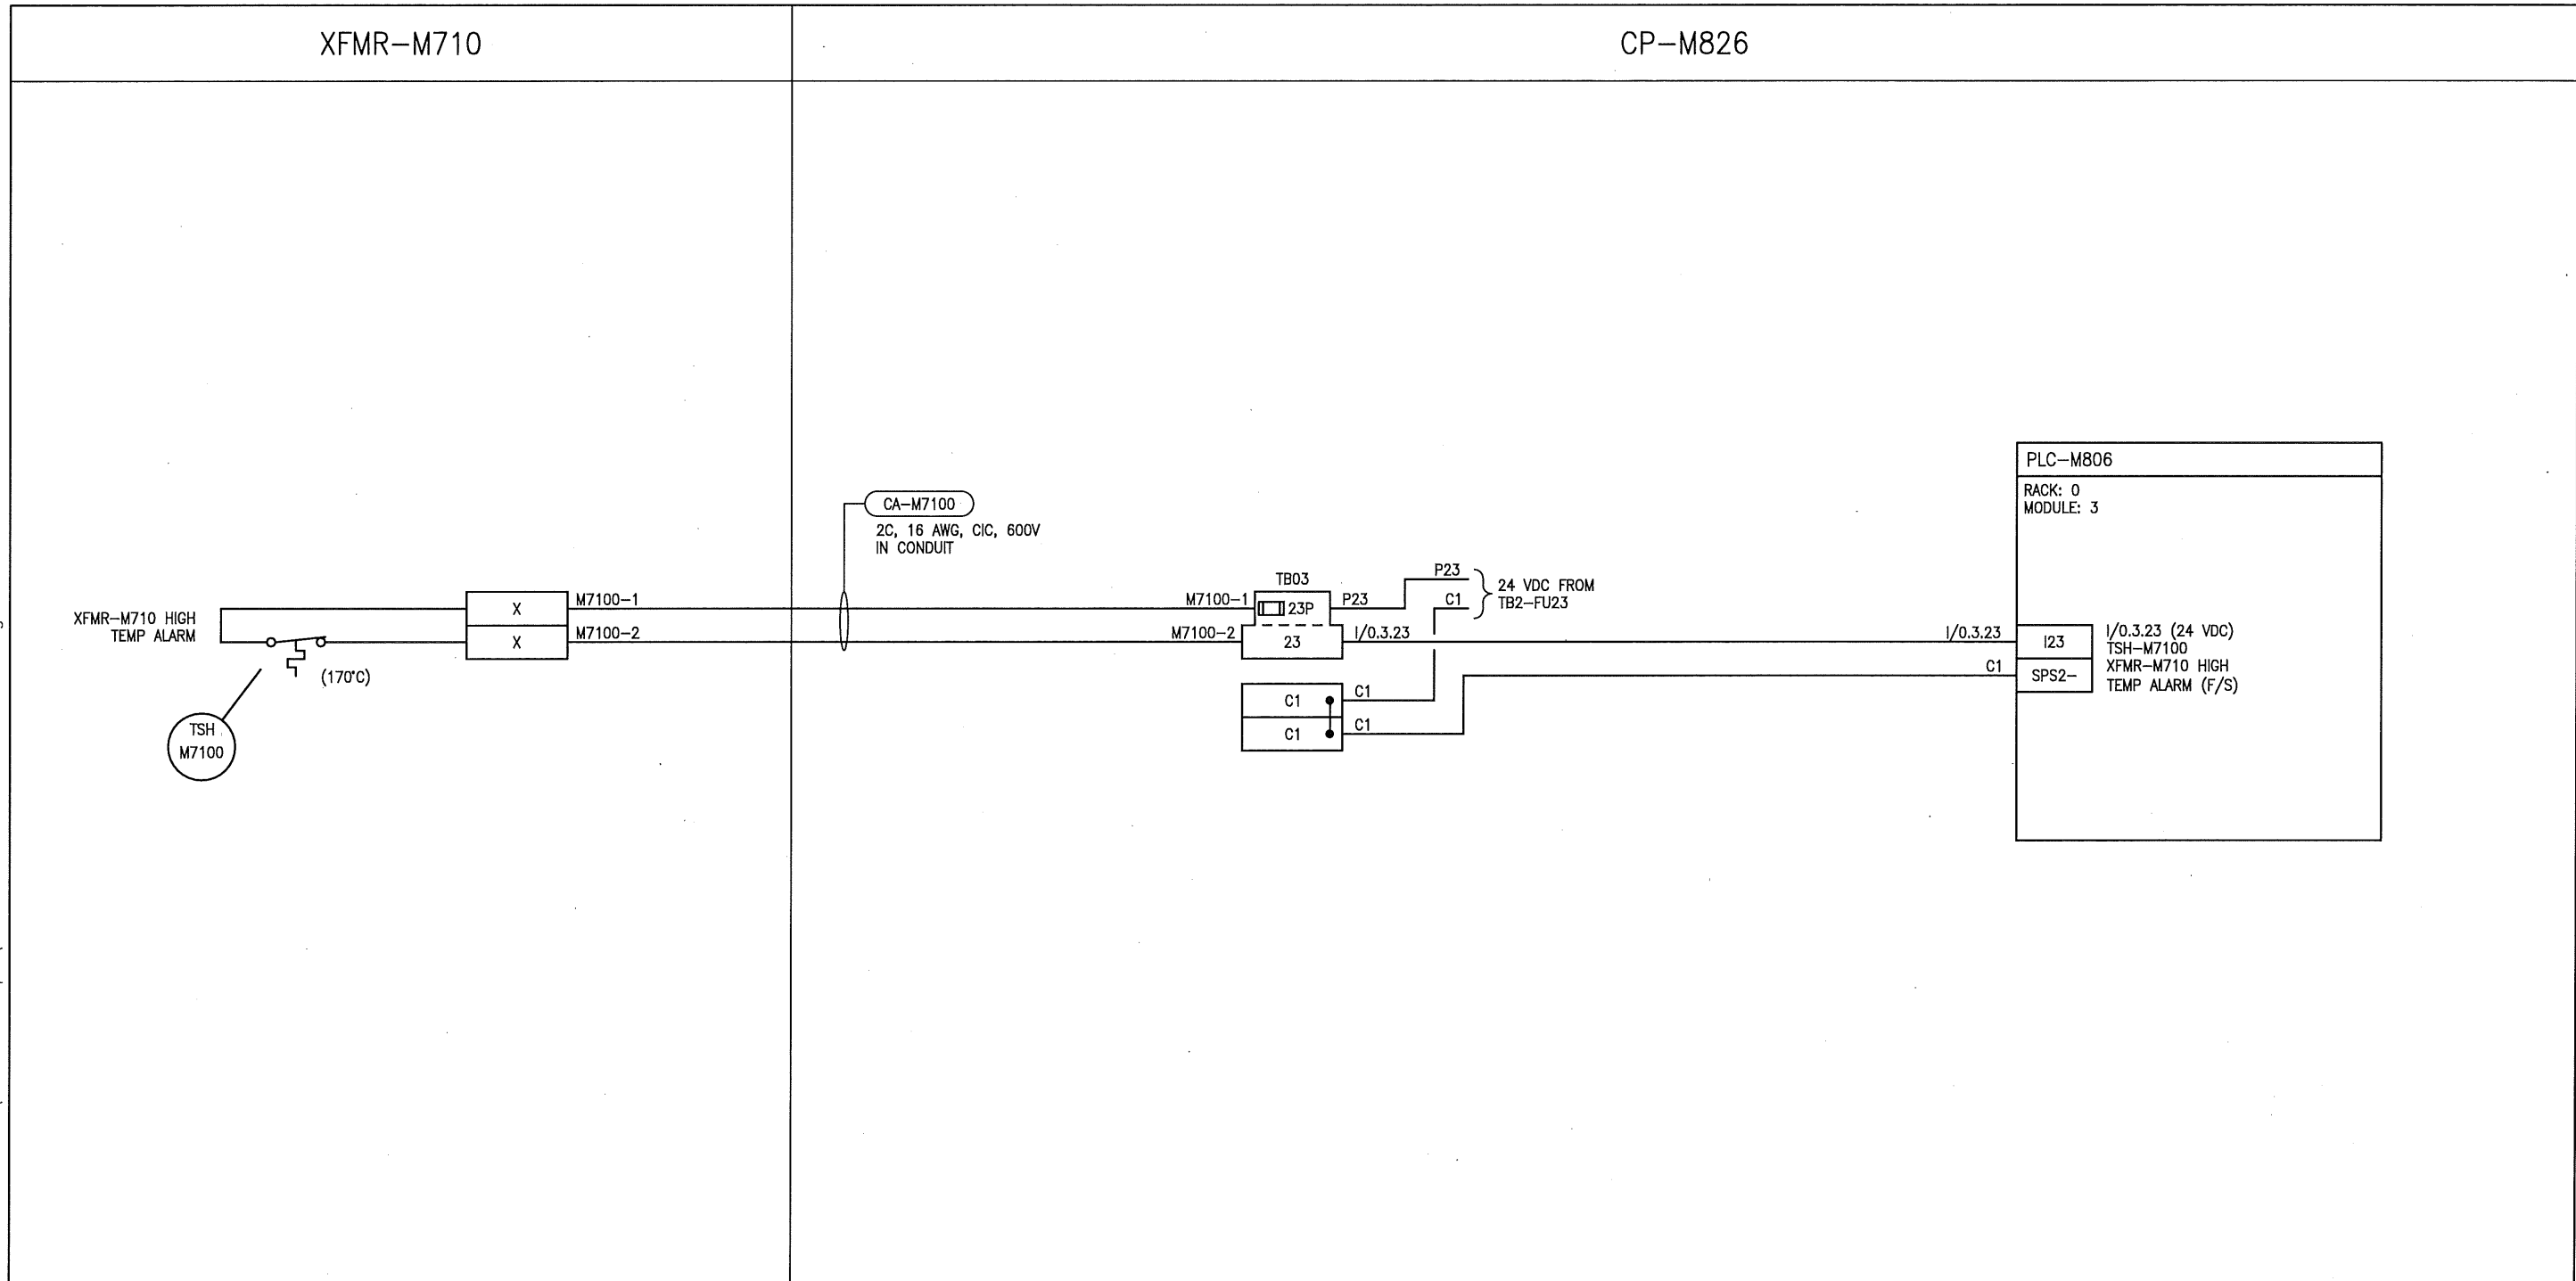 XFMR-M710
CP-M826
PLC-M806
RACK: 0
MODULE: 3
CA-M7100
2C, 16 AWG, CIC, 600V
IN CONDUIT
XFMR-M710 HIGH
TEMP ALARM
(170°C)
TSH
M7100
X
X
M7100-1
M7100-2
M7100-1
M7100-2
TB03
23P
23
P23
I/0.3.23
P23
C1
24 VDC FROM
TB2-FU23
C1
C1
C1
C1
I/0.3.23
C1
I23
SPS2-
I/0.3.23 (24 VDC)
TSH-M7100
XFMR-M710 HIGH
TEMP ALARM (F/S)